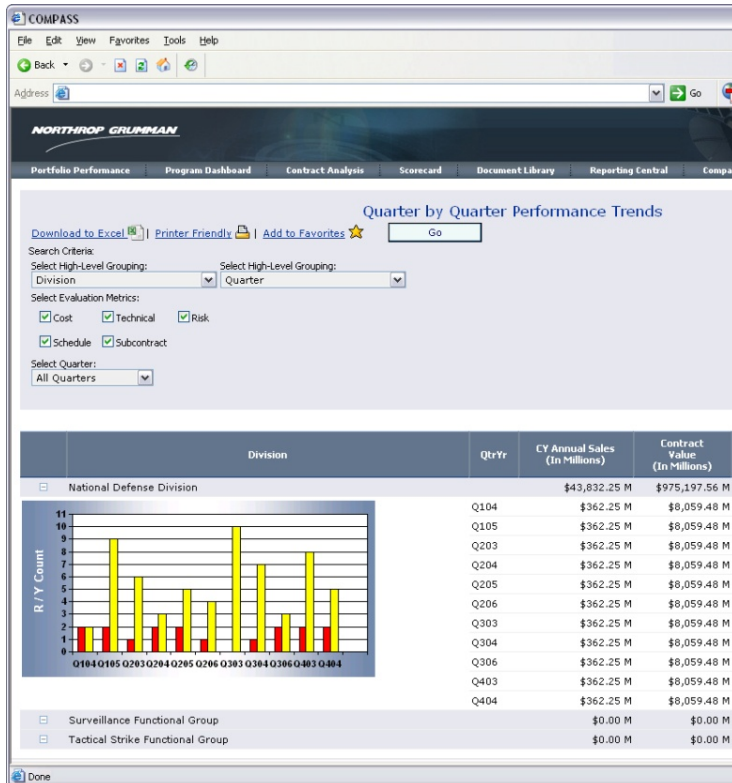 COMPASS
File Edit View Favorites Tools Help
Back
Address Go
NORTHROP GRUMMAN
Portfolio Performance Program Dashboard Contract Analysis Scorecard Document Library Reporting Central Compa
Quarter by Quarter Performance Trends
Download to Excel | Printer Friendly | Add to Favorites Go
Search Criteria:
Select High-Level Grouping: Select High-Level Grouping:
Division Quarter
Select Evaluation Metrics:
Cost Technical Risk
Schedule Subcontract
Select Quarter:
All Quarters
Division QtrYr CY Annual Sales (In Millions) Contract Value (In Millions)
National Defense Division $43,832.25 M $975,197.56 M
R / Y Count
11
10
9
8
7
6
5
4
3
2
1
0
Q104 Q105 Q203 Q204 Q205 Q206 Q303 Q304 Q306 Q403 Q404
Q104 $362.25 M $8,059.48 M
Q105 $362.25 M $8,059.48 M
Q203 $362.25 M $8,059.48 M
Q204 $362.25 M $8,059.48 M
Q205 $362.25 M $8,059.48 M
Q206 $362.25 M $8,059.48 M
Q303 $362.25 M $8,059.48 M
Q304 $362.25 M $8,059.48 M
Q306 $362.25 M $8,059.48 M
Q403 $362.25 M $8,059.48 M
Q404 $362.25 M $8,059.48 M
Surveillance Functional Group $0.00 M $0.00 M
Tactical Strike Functional Group $0.00 M $0.00 M
Done